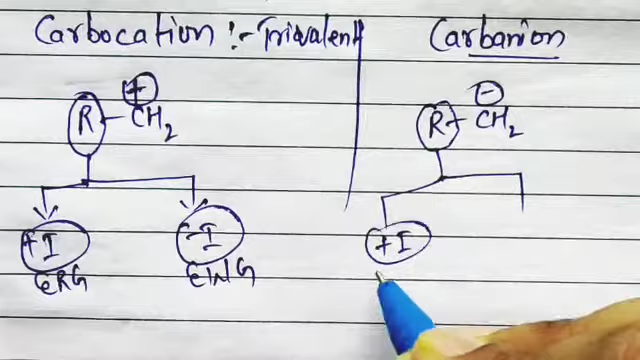 Carbocation :- Trivalent
Carbanion
+
R-CH2
-
R-CH2
+I
-I
+I
ERG
EWG